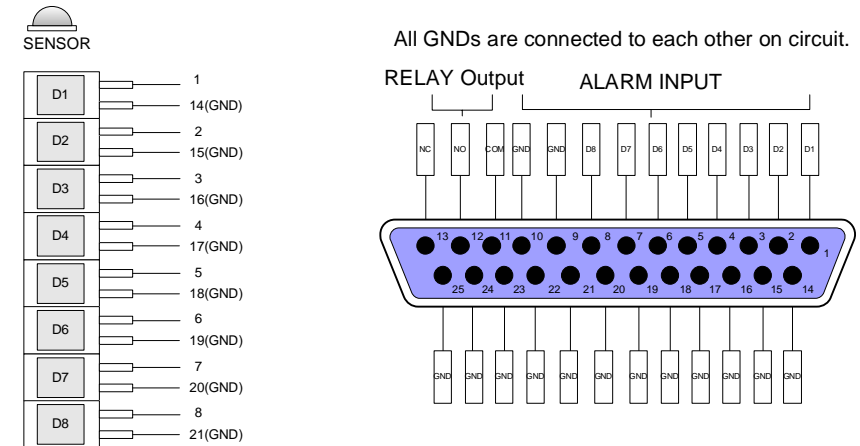 SENSOR
D1
1
14(GND)
D2
2
15(GND)
D3
3
16(GND)
D4
4
17(GND)
D5
5
18(GND)
D6
6
19(GND)
D7
7
20(GND)
D8
8
21(GND)
All GNDs are connected to each other on circuit.
RELAY Output
ALARM INPUT
NC NO COM GND GND D8 D7 D6 D5 D4 D3 D2 D1
13 12 11 10 9 8 7 6 5 4 3 2 1
25 24 23 22 21 20 19 18 17 16 15 14
GND GND GND GND GND GND GND GND GND GND GND GND